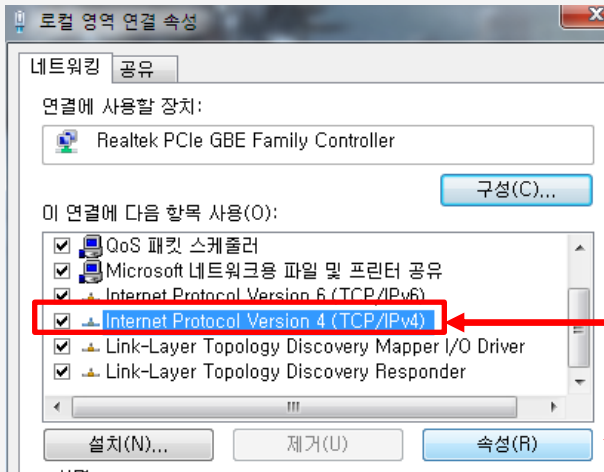 로컬 영역 연결 속성
네트워킹 공유
연결에 사용할 장치:
Realtek PCIe GBE Family Controller
구성(C)...
이 연결에 다음 항목 사용(O):
QoS 패킷 스케줄러
Microsoft 네트워크용 파일 및 프린터 공유
Internet Protocol Version 6 (TCP/IPv6)
Internet Protocol Version 4 (TCP/IPv4)
Link-Layer Topology Discovery Mapper I/O Driver
Link-Layer Topology Discovery Responder
설치(N)... 제거(U) 속성(R)